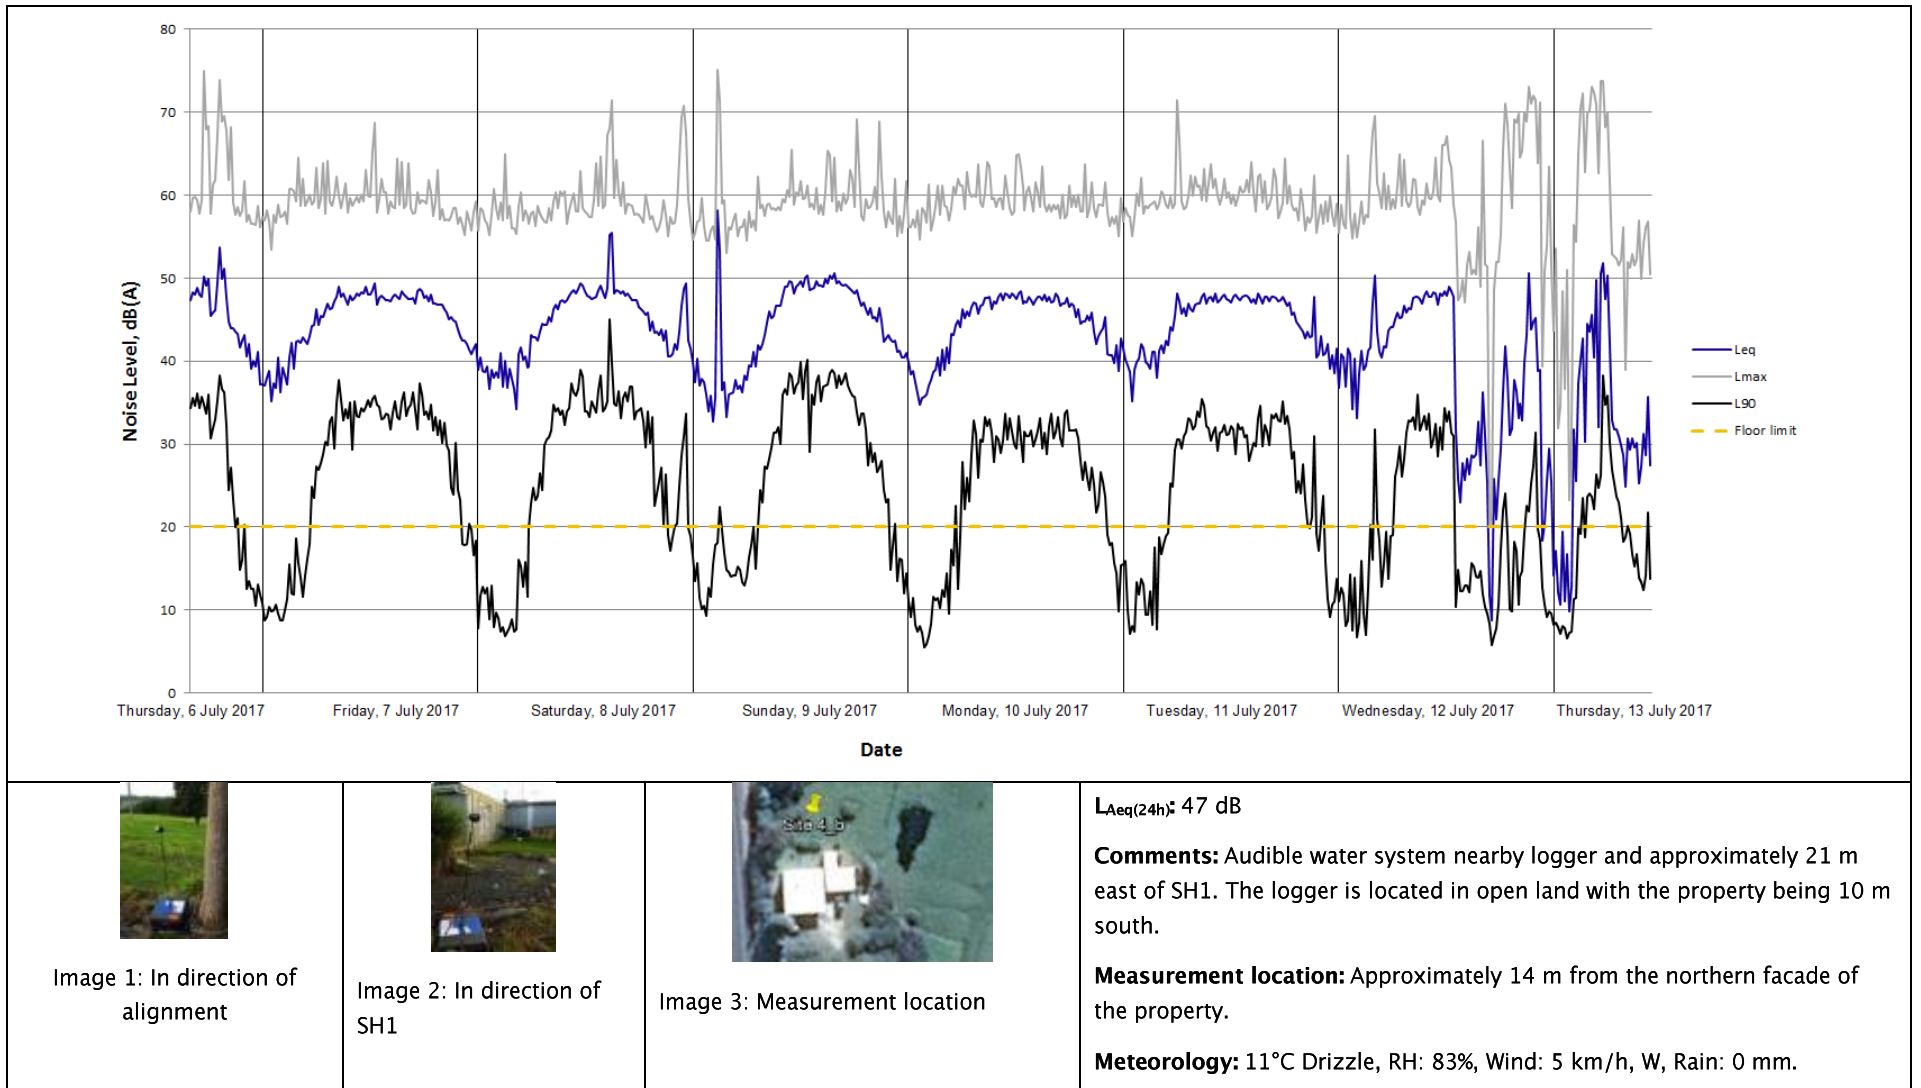 80
70
60
50
40
30
20
10
0
Noise Level, dB(A)
Thursday, 6 July 2017
Friday, 7 July 2017
Saturday, 8 July 2017
Sunday, 9 July 2017
Monday, 10 July 2017
Tuesday, 11 July 2017
Wednesday, 12 July 2017
Thursday, 13 July 2017
Date
Leq
Lmax
L90
Floor limit
Image 1: In direction of
alignment
Image 2: In direction of
SH1
Site 4_b
Image 3: Measurement location
LAeq(24h): 47 dB
Comments: Audible water system nearby logger and approximately 21 m
east of SH1. The logger is located in open land with the property being 10 m
south.
Measurement location: Approximately 14 m from the northern facade of
the property.
Meteorology: 11°C Drizzle, RH: 83%, Wind: 5 km/h, W, Rain: 0 mm.